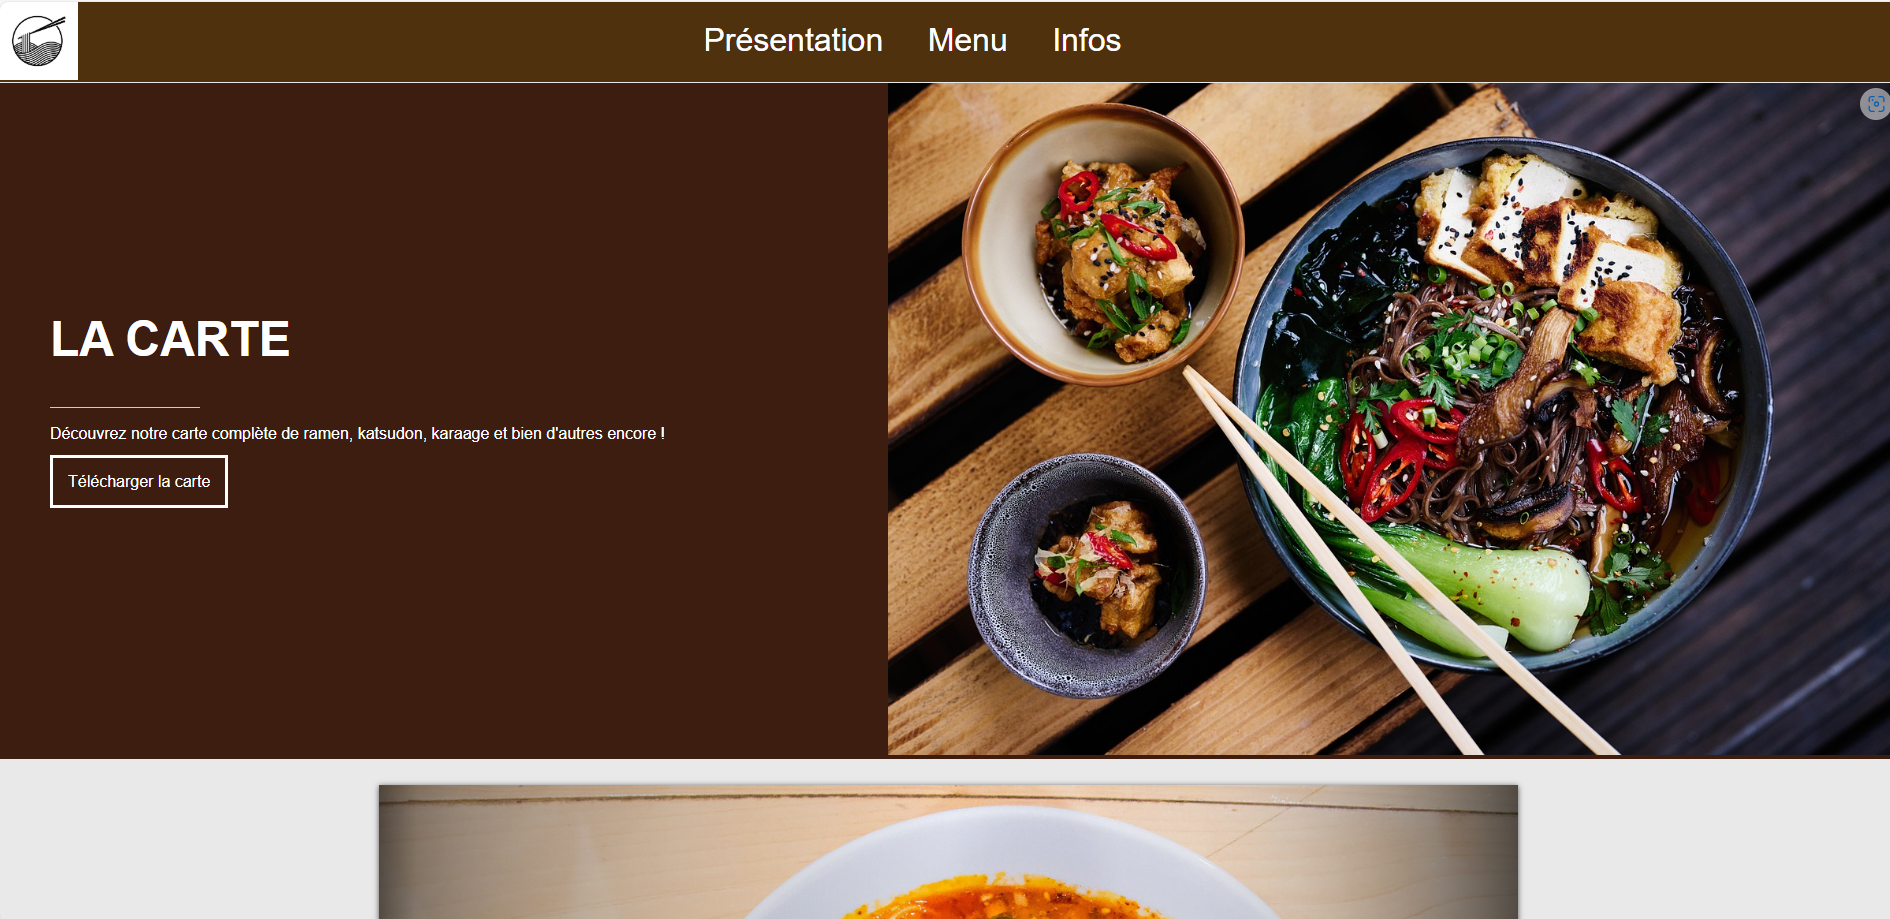 Présentation Menu Infos
LA CARTE
Découvrez notre carte complète de ramen, katsudon, karaage et bien d'autres encore !
Télécharger la carte